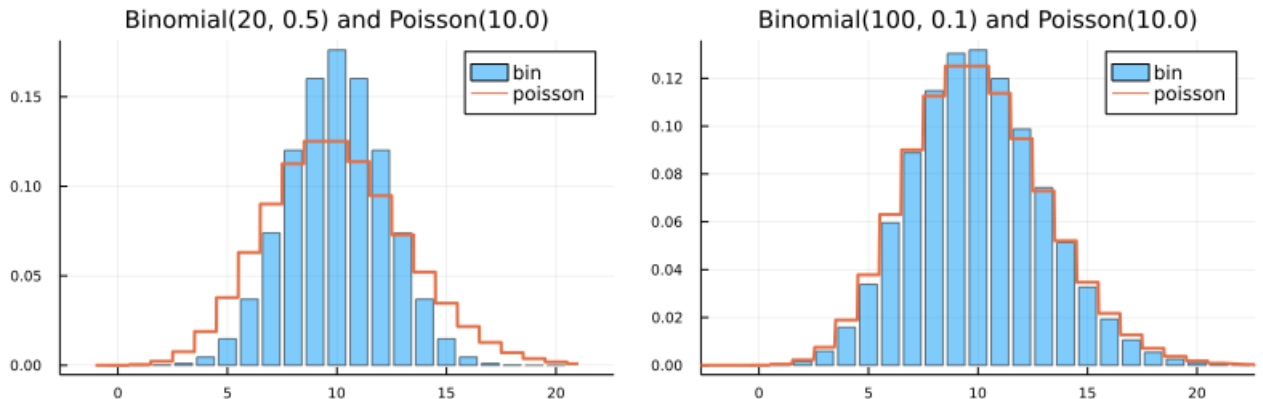 Binomial(20, 0.5) and Poisson(10.0)
bin
poisson
0.15
0.10
0.05
0.00
0 5 10 15 20
Binomial(100, 0.1) and Poisson(10.0)
bin
poisson
0.12
0.10
0.08
0.06
0.04
0.02
0.00
0 5 10 15 20